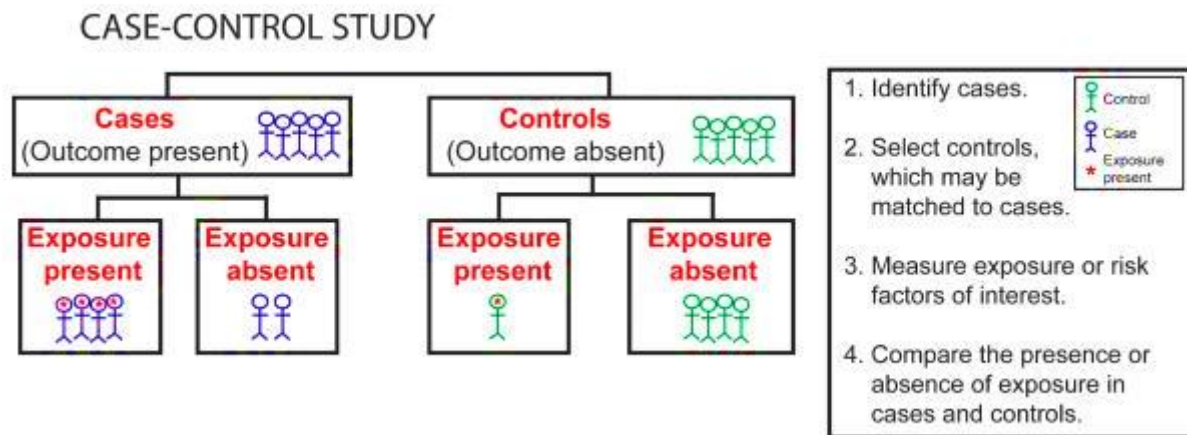 CASE-CONTROL STUDY
Cases
(Outcome present)
Controls
(Outcome absent)
Exposure
present
Exposure
absent
Exposure
present
Exposure
absent
1. Identify cases.
2. Select controls,
which may be
matched to cases.
3. Measure exposure or risk
factors of interest.
4. Compare the presence or
absence of exposure in
cases and controls.
Control
Case
* Exposure
present